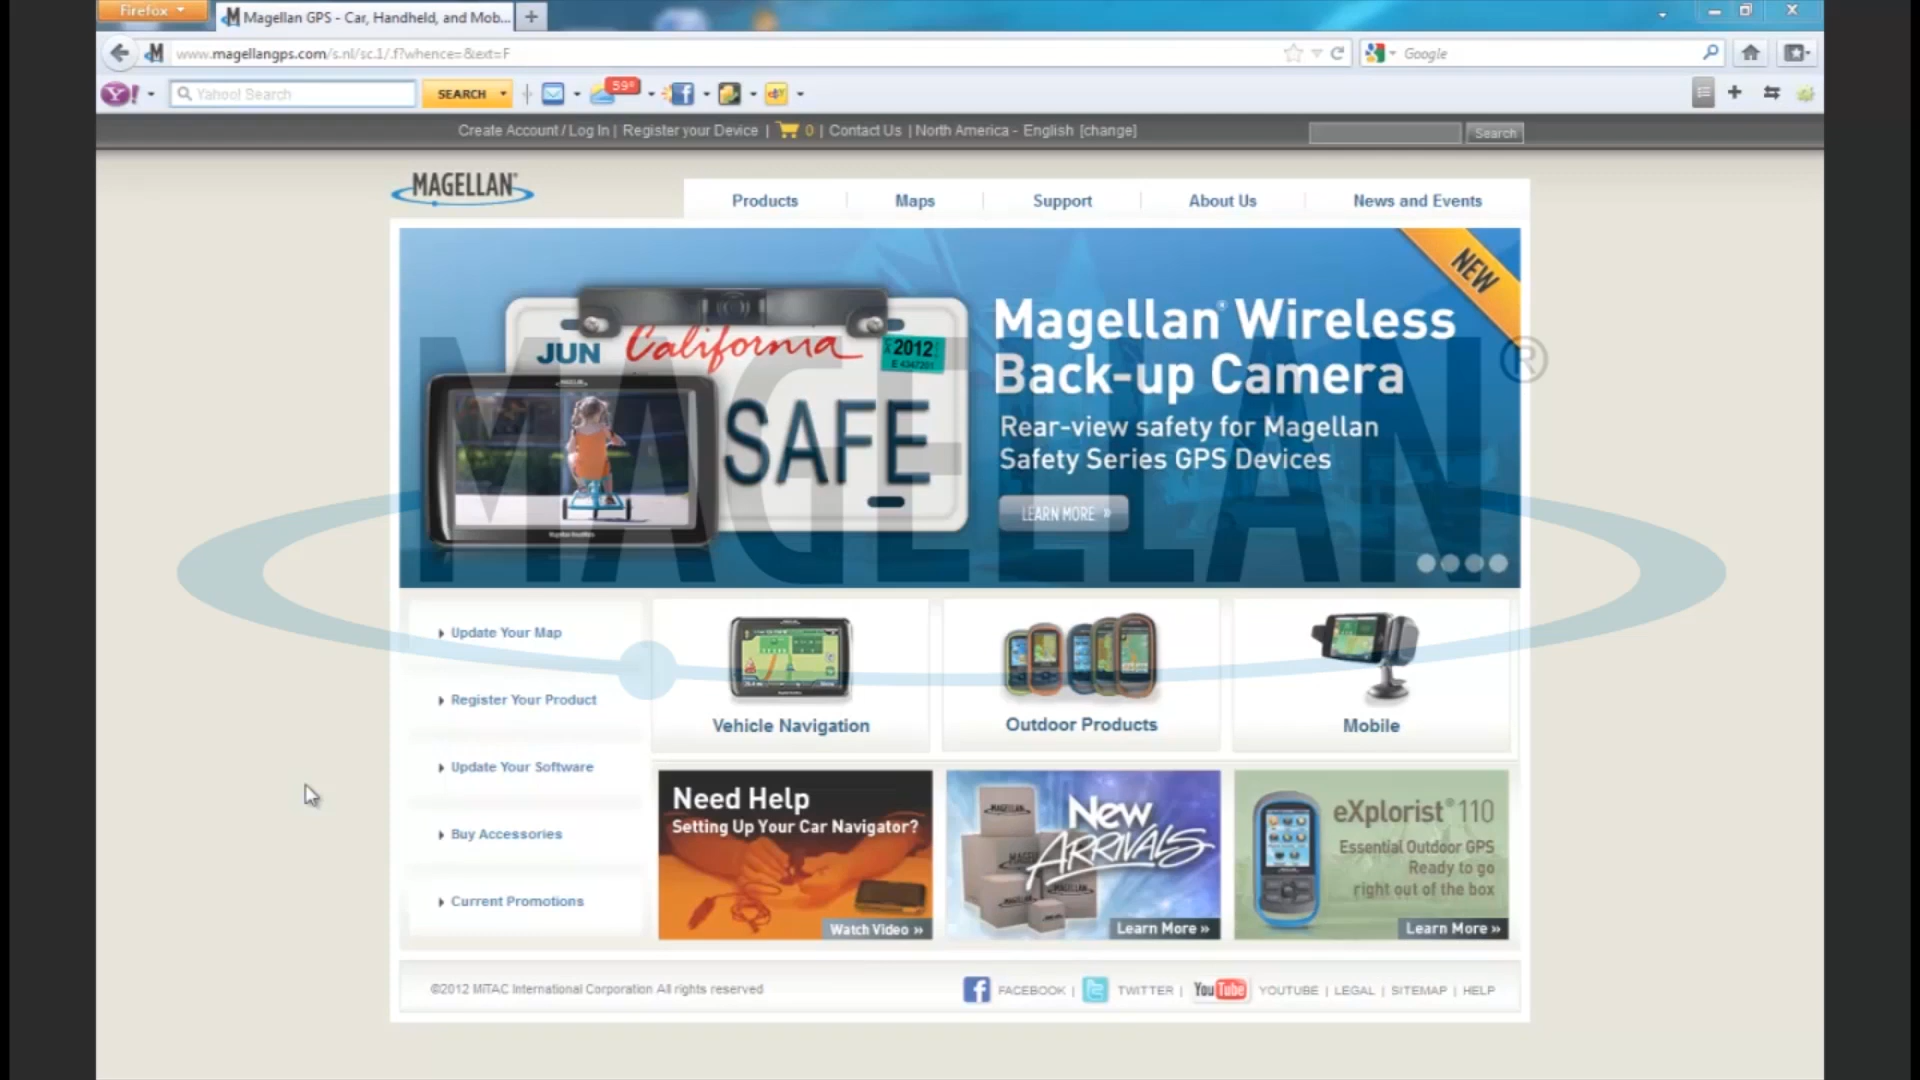 Firefox
Magellan GPS - Car, Handheld, and Mob...
www.magellangps.com/s.nl/sc.1/.f?whence=&ext=F
Google
Y!
Yahoo! Search
SEARCH
59°
Create Account / Log In | Register your Device | 0 | Contact Us | North America - English [change]
Search
MAGELLAN®
Products
Maps
Support
About Us
News and Events
NEW
JUN
California
2012
SAFE
Magellan® Wireless
Back-up Camera
Rear-view safety for Magellan
Safety Series GPS Devices
LEARN MORE »
MAGELLAN®
Update Your Map
Register Your Product
Update Your Software
Buy Accessories
Current Promotions
Vehicle Navigation
Outdoor Products
Mobile
Need Help
Setting Up Your Car Navigator?
Watch Video »
New
ARRIVALS
MAGELLAN
Learn More »
eXplorist® 110
Essential Outdoor GPS
Ready to go
right out of the box
Learn More »
©2012 MiTAC International Corporation All rights reserved
FACEBOOK | TWITTER | YouTube YOUTUBE | LEGAL | SITEMAP | HELP